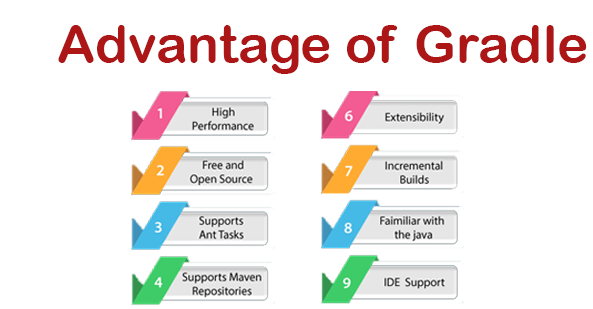 Advantage of Gradle
1
High
Performance
2
Free and
Open Source
3
Supports
Ant Tasks
4
Supports Maven
Repositories
6
Extensibility
7
Incremental
Builds
8
Faimiliar with
the java
9
IDE Support